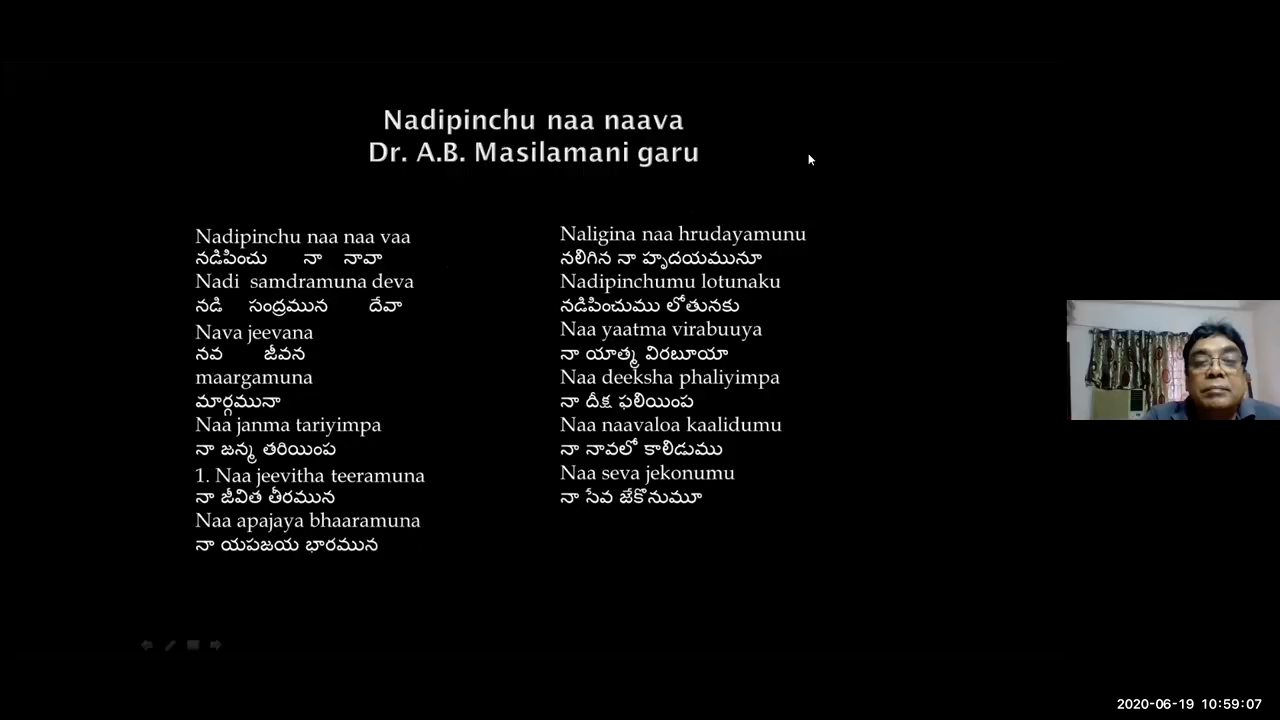 Nadipinchu naa naava
Dr. A.B. Masilamani garu
Nadipinchu naa naa vaa
నడిపించు నా నావా
Nadi samdramuna deva
నడి సంద్రమున దేవా
Nava jeevana
నవ జీవన
maargamuna
మార్గమునా
Naa janma tariyimpa
నా జన్మ తరియింప
1. Naa jeevitha teeramuna
నా జీవిత తీరమున
Naa apajaya bhaaramuna
నా యపజయ భారమున
Naligina naa hrudayamunu
నలిగిన నా హృదయమునూ
Nadipinchumu lotunaku
నడిపించుము లోతునకు
Naa yaatma virabuuya
నా యాత్మ విరబూయా
Naa deeksha phaliyimpa
నా దీక్ష ఫలియింప
Naa naavaloa kaalidumu
నా నావలో కాలిడుము
Naa seva jekonumu
నా సేవ జేకొనుమూ
2020-06-19 10:59:07